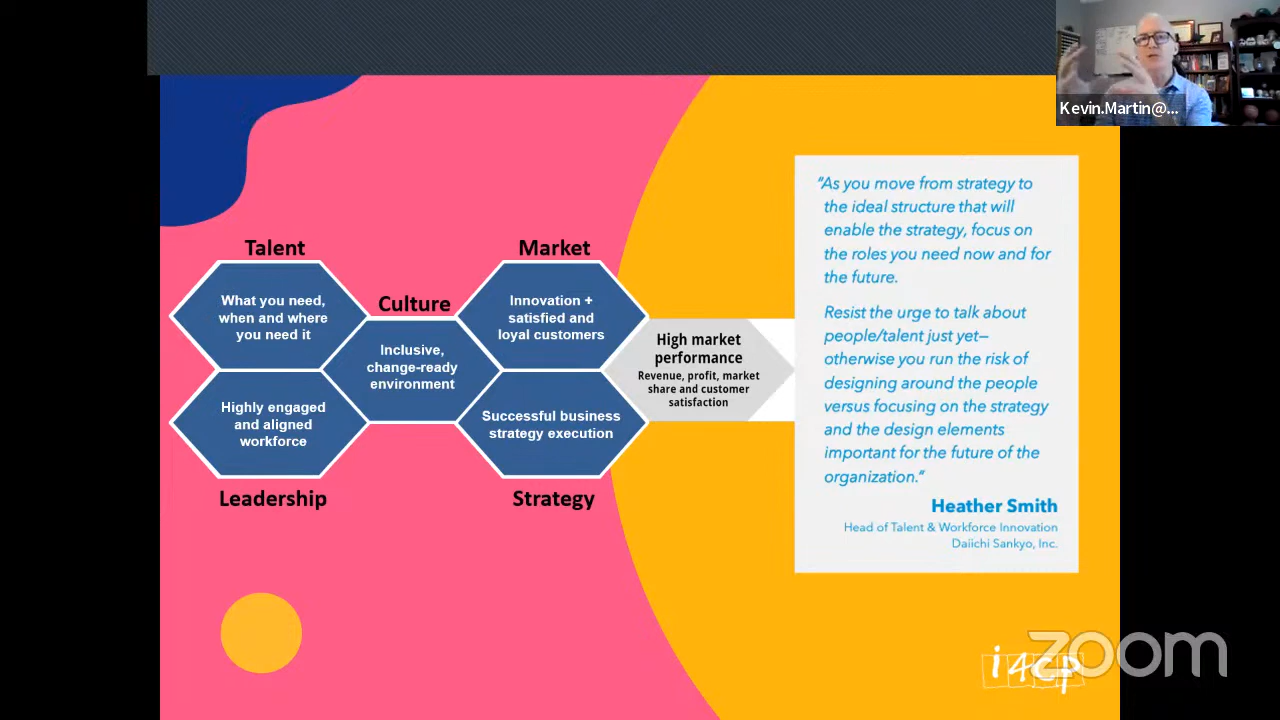 Kevin.Martin@...
Talent
What you need,
when and where
you need it
Highly engaged
and aligned
workforce
Leadership
Culture
Inclusive,
change-ready
environment
Market
Innovation +
satisfied and
loyal customers
Successful business
strategy execution
Strategy
High market
performance
Revenue, profit, market
share and customer
satisfaction
“As you move from strategy to
the ideal structure that will
enable the strategy, focus on
the roles you need now and for
the future.
Resist the urge to talk about
people/talent just yet—
otherwise you run the risk of
designing around the people
versus focusing on the strategy
and the design elements
important for the future of the
organization.“
Heather Smith
Head of Talent & Workforce Innovation
Daiichi Sankyo, Inc.
i4cp
zoom